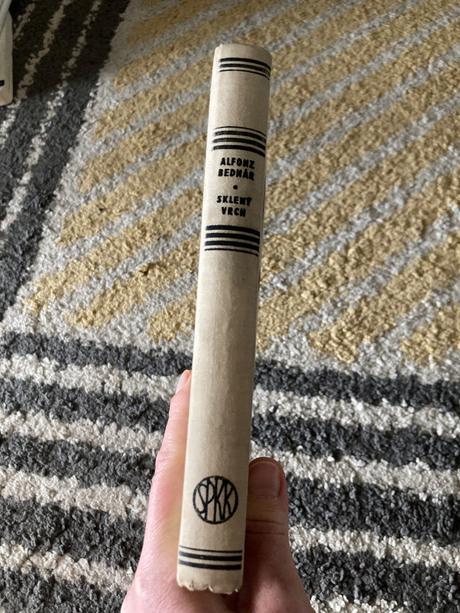 ALFONZ
BEDNÁR
SKLENÝ
VRCH
SPKK